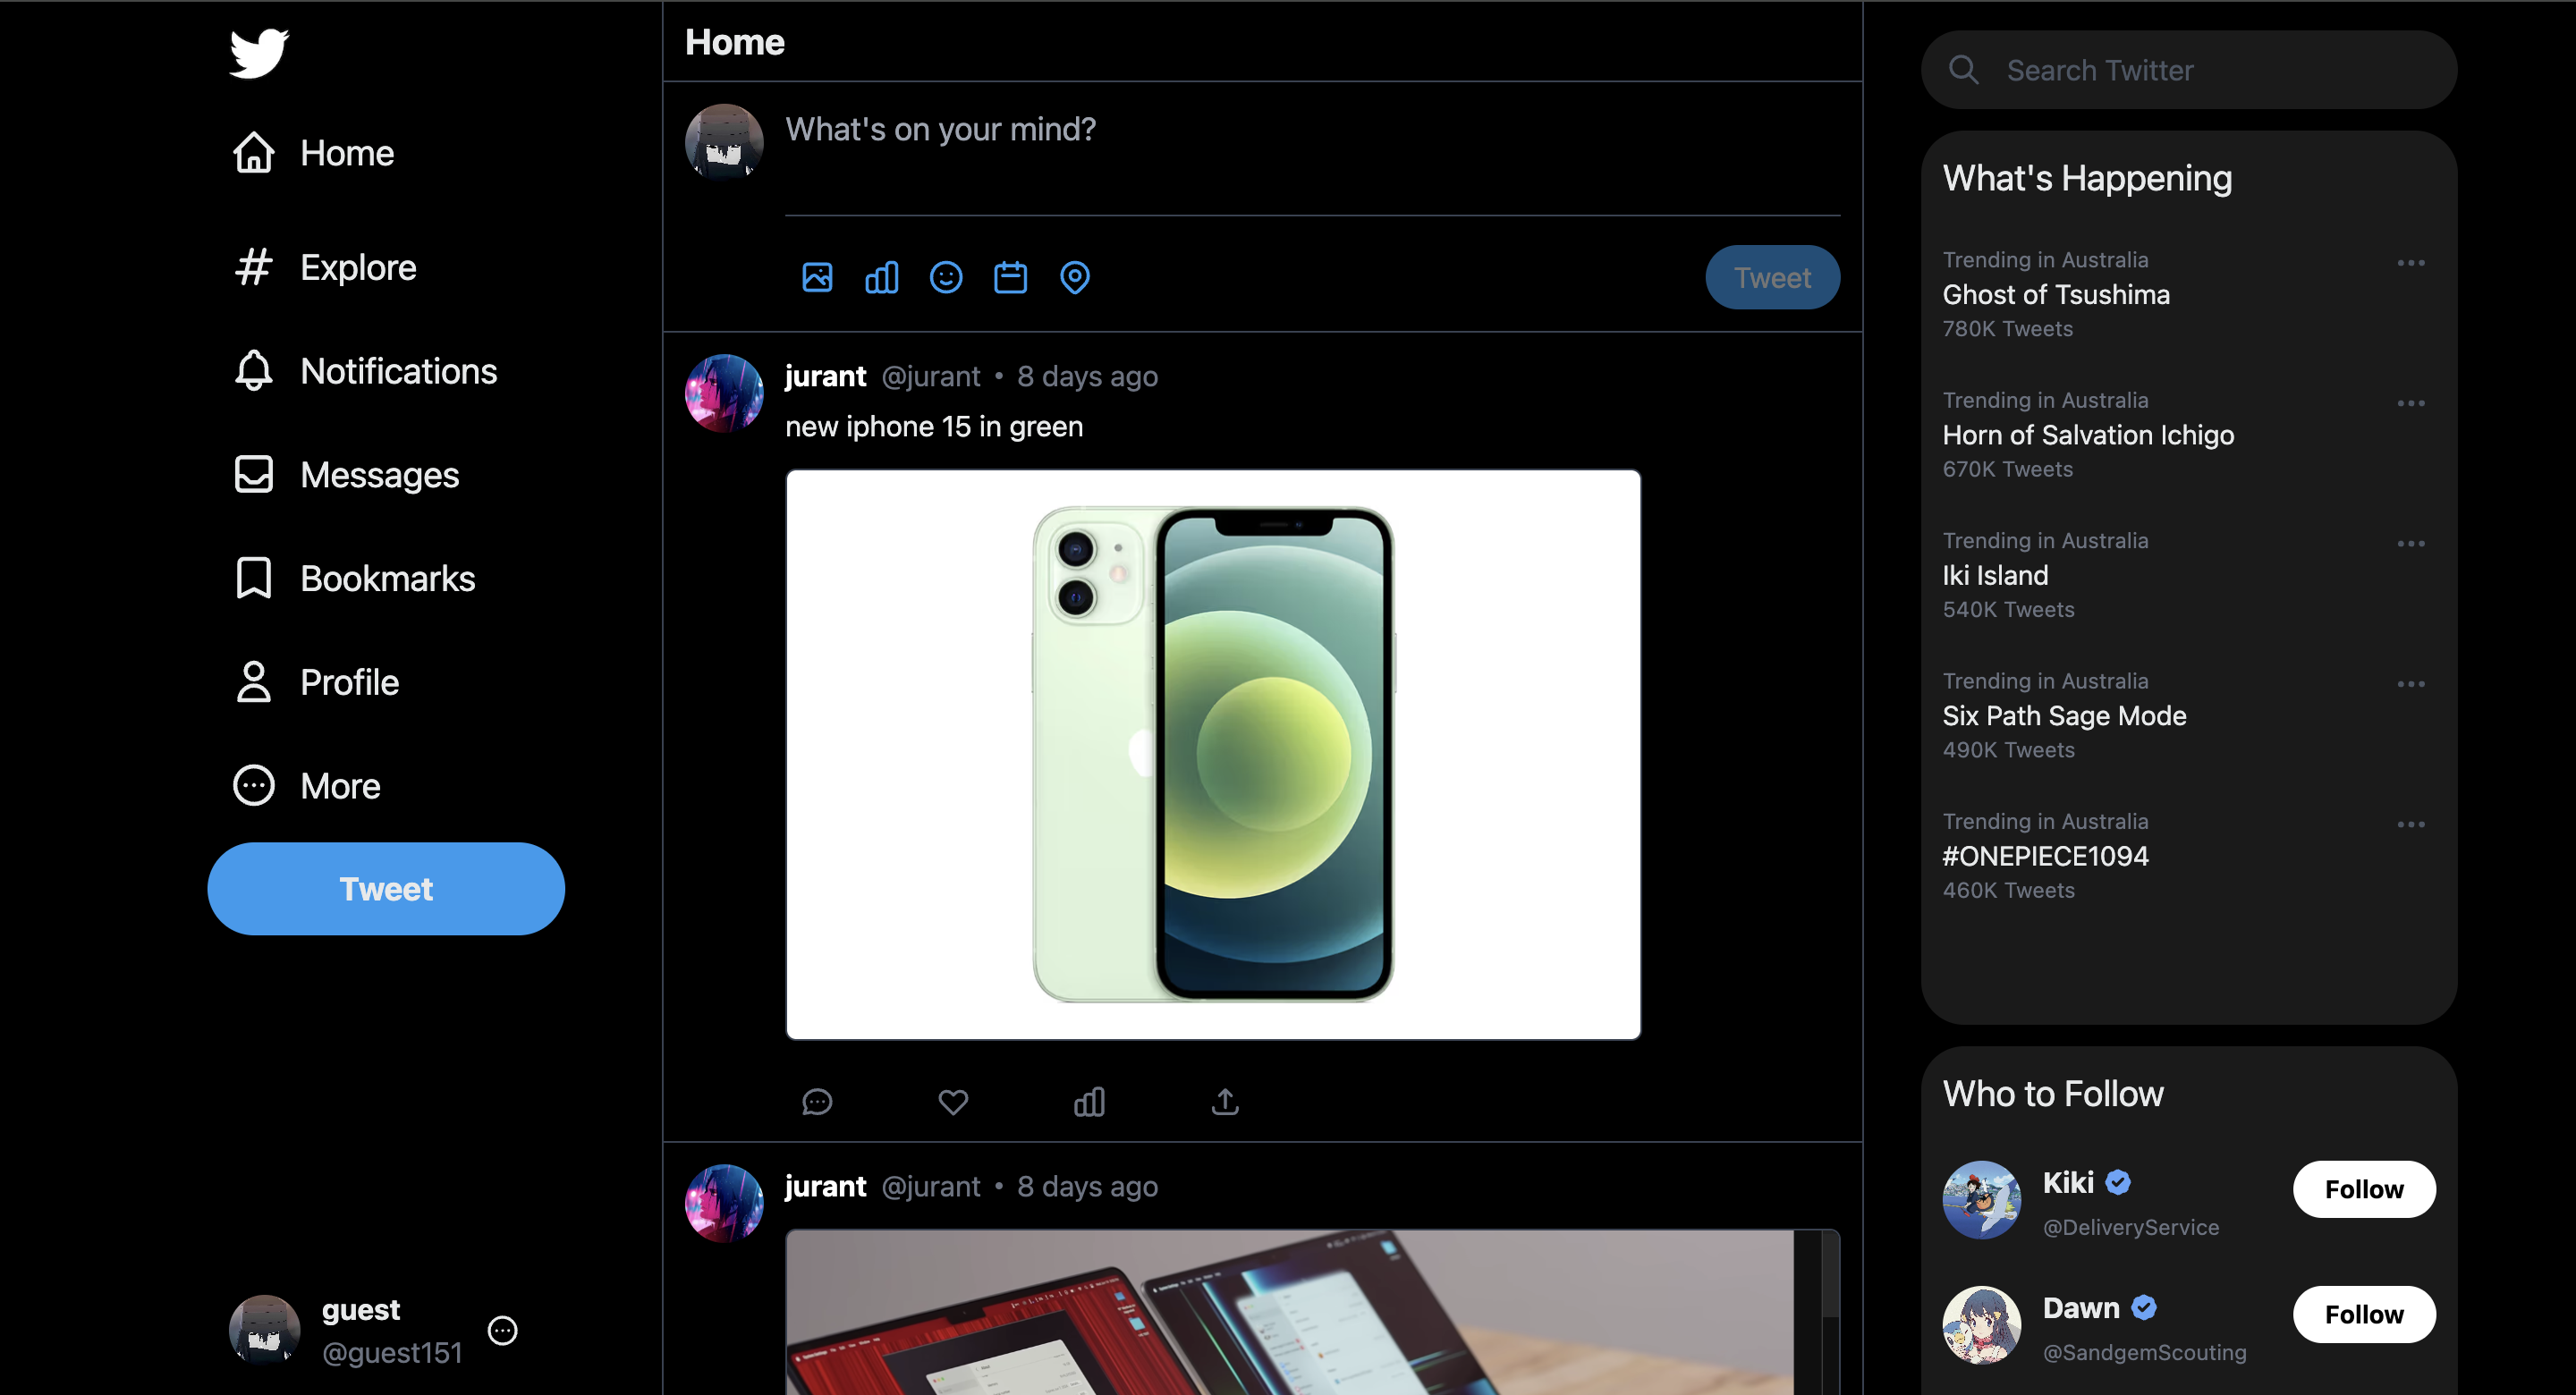 Home
Explore
Notifications
Messages
Bookmarks
Profile
More
Tweet
guest
@guest151
Home
What's on your mind?
Tweet
jurant @jurant • 8 days ago
new iphone 15 in green
jurant @jurant • 8 days ago
Search Twitter
What's Happening
Trending in Australia
Ghost of Tsushima
780K Tweets
Trending in Australia
Horn of Salvation Ichigo
670K Tweets
Trending in Australia
Iki Island
540K Tweets
Trending in Australia
Six Path Sage Mode
490K Tweets
Trending in Australia
#ONEPIECE1094
460K Tweets
Who to Follow
Kiki
@DeliveryService
Follow
Dawn
@SandgemScouting
Follow